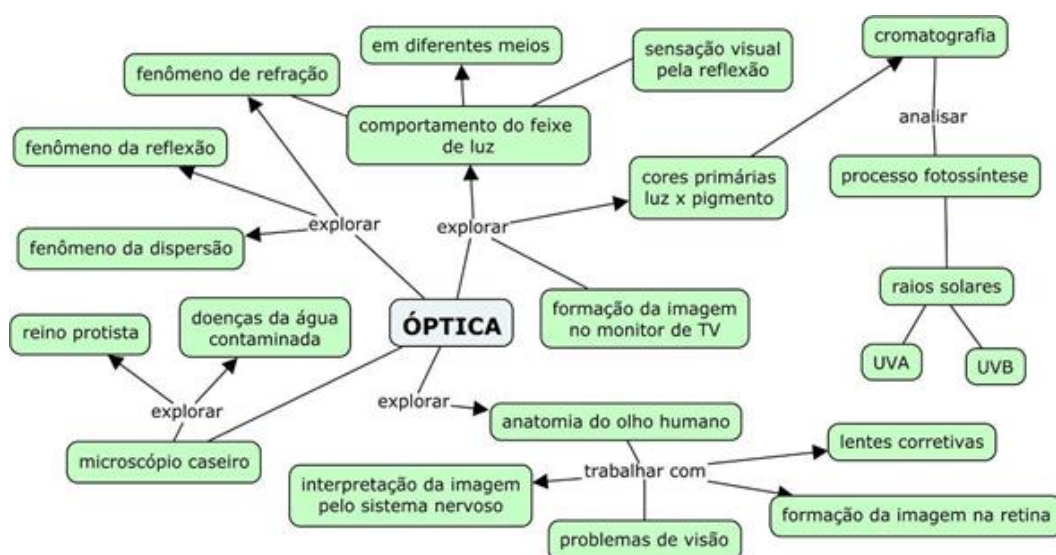 em diferentes meios
sensação visual
pela reflexão
cromatografia
fenômeno de refração
comportamento do feixe
de luz
analisar
fenômeno da reflexão
cores primárias
luz x pigmento
processo fotossíntese
explorar
explorar
fenômeno da dispersão
raios solares
formação da imagem
no monitor de TV
doenças da água
contaminada
ÓPTICA
reino protista
UVA
UVB
explorar
explorar
anatomia do olho humano
lentes corretivas
microscópio caseiro
trabalhar com
interpretação da imagem
pelo sistema nervoso
formação da imagem na retina
problemas de visão